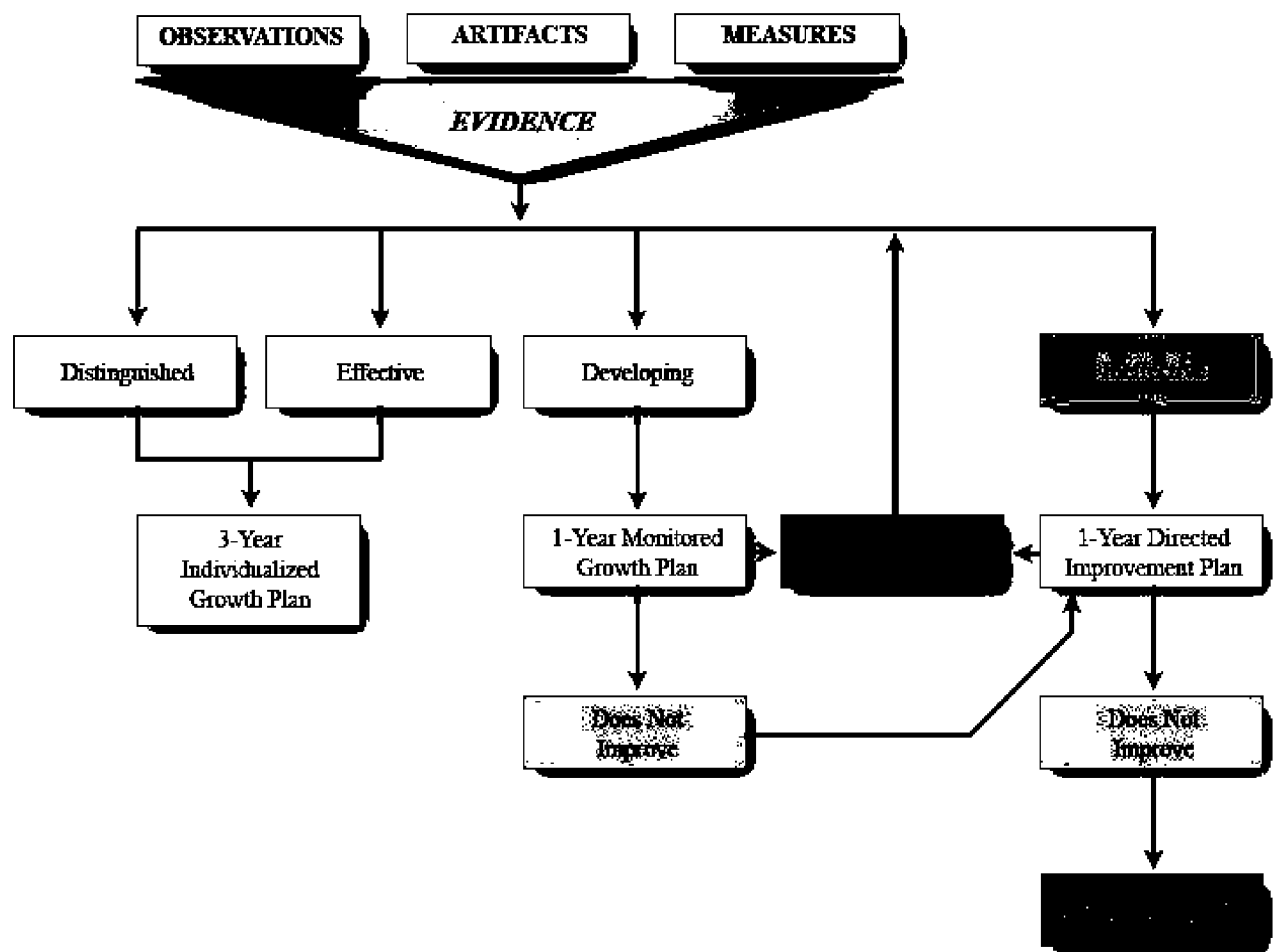 OBSERVATIONS
ARTIFACTS
MEASURES
EVIDENCE
Distinguished
Effective
Developing
3-Year
Individualized
Growth Plan
1-Year Monitored
Growth Plan
1-Year Directed
Improvement Plan
Does Not
Improve
Does Not
Improve